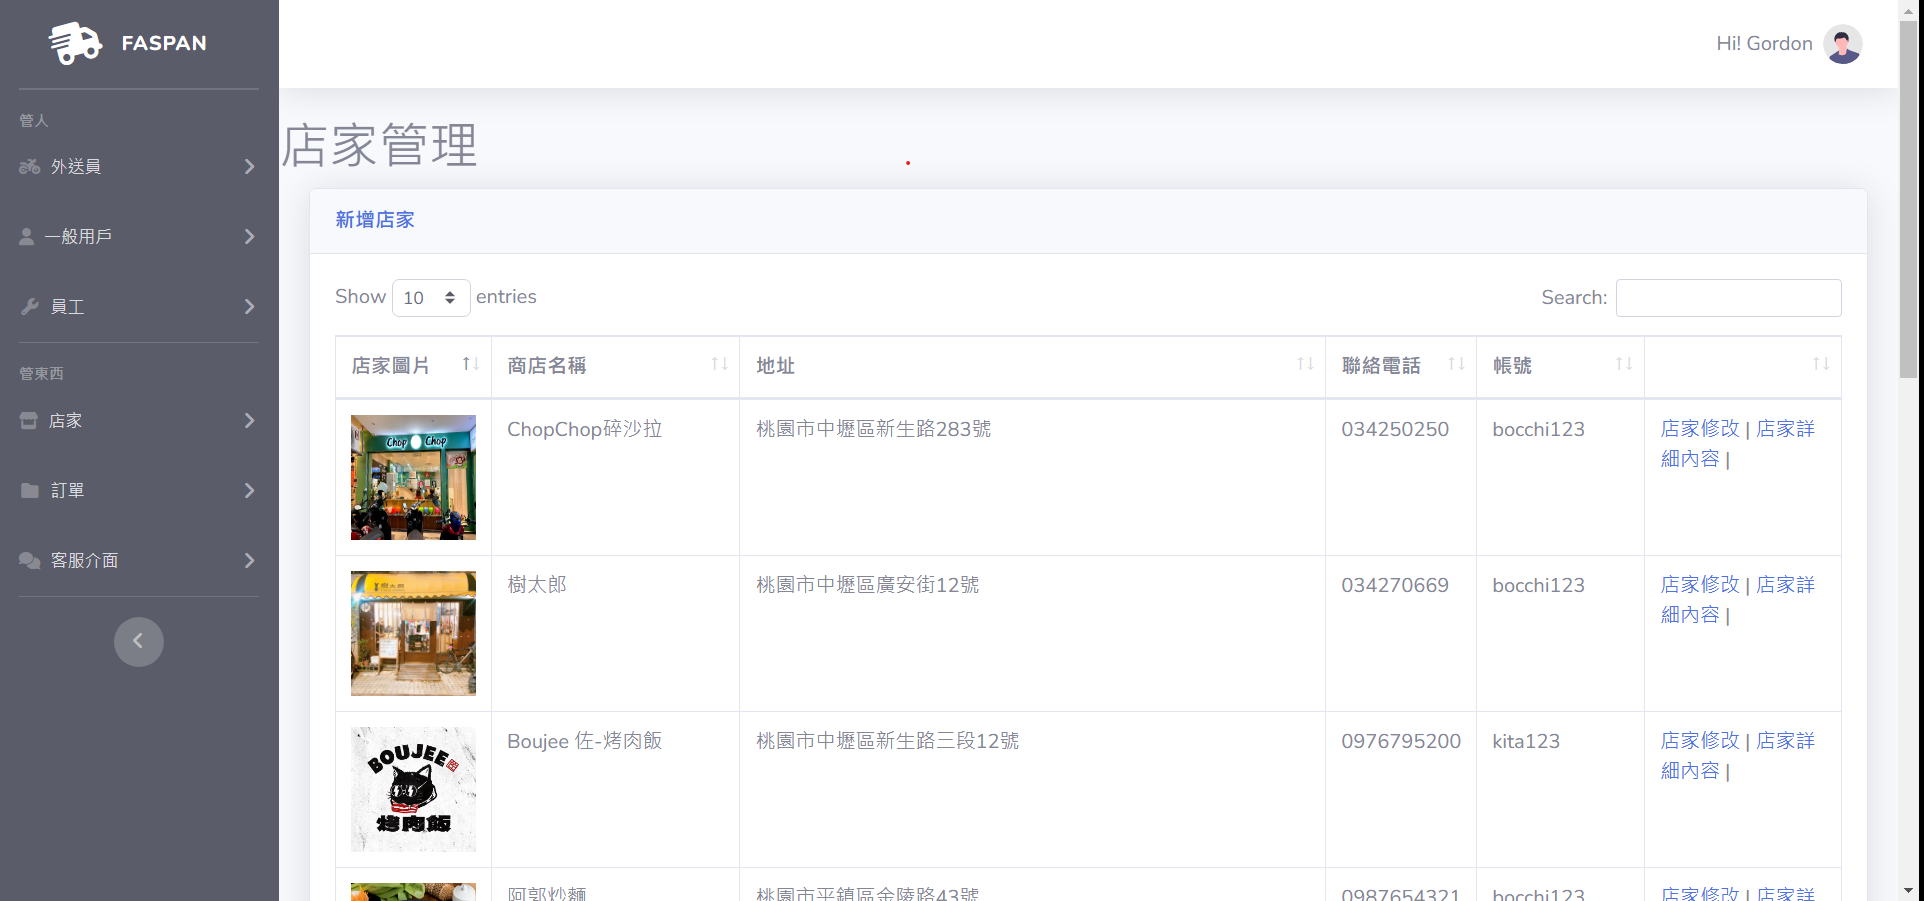 FASPAN
Hi! Gordon
管人
外送員
一般用戶
員工
管東西
店家
訂單
客服介面
店家管理
新增店家
Show 10 entries
Search:
店家圖片 商店名稱 地址 聯絡電話 帳號
Chop Chop
ChopChop碎沙拉 桃園市中壢區新生路283號 034250250 bocchi123 店家修改 | 店家詳
細內容 |
樹太郎 桃園市中壢區廣安街12號 034270669 bocchi123 店家修改 | 店家詳
細內容 |
BOUJEE
烤肉飯
Boujee 佐-烤肉飯 桃園市中壢區新生路三段12號 0976795200 kita123 店家修改 | 店家詳
細內容 |
阿郭炒麵 桃園市平鎮區金陵路43號 0987654321 bocchi123 店家修改 | 店家詳